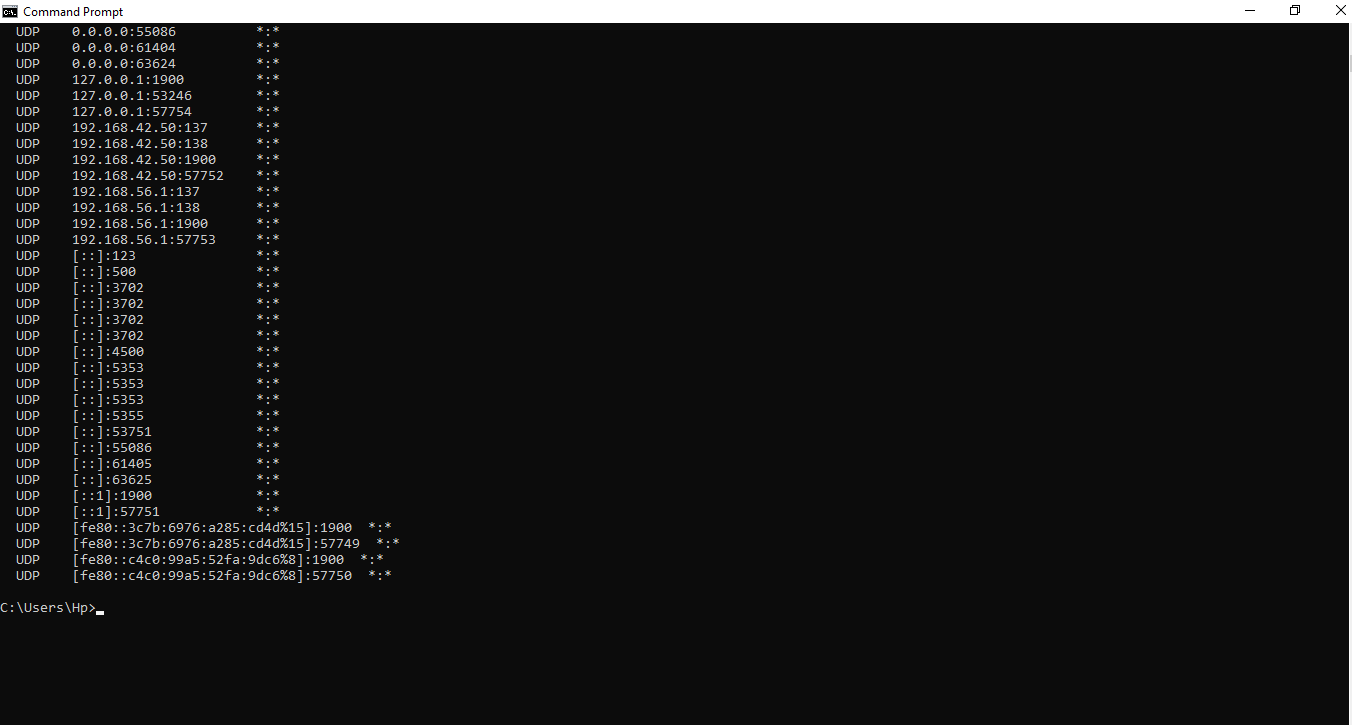 Command Prompt
UDP    0.0.0.0:55086          *:*
UDP    0.0.0.0:61404          *:*
UDP    0.0.0.0:63624          *:*
UDP    127.0.0.1:1900         *:*
UDP    127.0.0.1:53246        *:*
UDP    127.0.0.1:57754        *:*
UDP    192.168.42.50:137      *:*
UDP    192.168.42.50:138      *:*
UDP    192.168.42.50:1900     *:*
UDP    192.168.42.50:57752    *:*
UDP    192.168.56.1:137       *:*
UDP    192.168.56.1:138       *:*
UDP    192.168.56.1:1900      *:*
UDP    192.168.56.1:57753     *:*
UDP    [::]:123               *:*
UDP    [::]:500               *:*
UDP    [::]:3702              *:*
UDP    [::]:3702              *:*
UDP    [::]:3702              *:*
UDP    [::]:3702              *:*
UDP    [::]:4500              *:*
UDP    [::]:5353              *:*
UDP    [::]:5353              *:*
UDP    [::]:5353              *:*
UDP    [::]:5355              *:*
UDP    [::]:53751             *:*
UDP    [::]:55086             *:*
UDP    [::]:61405             *:*
UDP    [::]:63625             *:*
UDP    [::1]:1900             *:*
UDP    [::1]:57751            *:*
UDP    [fe80::3c7b:6976:a285:cd4d%15]:1900  *:*
UDP    [fe80::3c7b:6976:a285:cd4d%15]:57749  *:*
UDP    [fe80::c4c0:99a5:52fa:9dc6%8]:1900  *:*
UDP    [fe80::c4c0:99a5:52fa:9dc6%8]:57750  *:*
C:\Users\Hp>